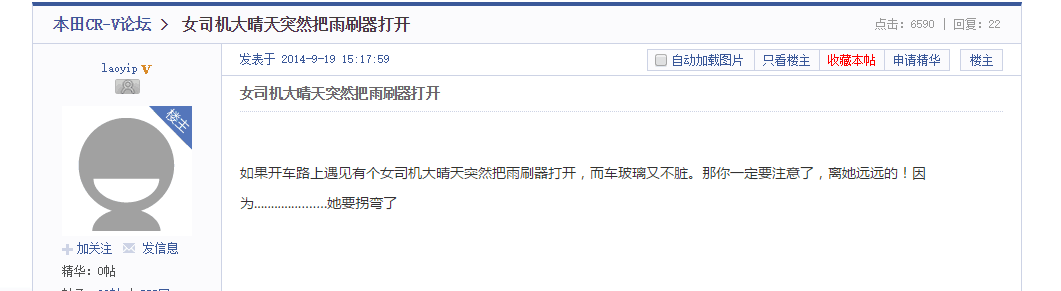 本田CR-V论坛 > 女司机大晴天突然把雨刷器打开
点击：6590 | 回复：22
laoyip
楼主
加关注 发信息
精华：0帖
发表于 2014-9-19 15:17:59
自动加载图片 只看楼主 收藏本帖 申请精华 楼主
女司机大晴天突然把雨刷器打开
如果开车路上遇见有个女司机大晴天突然把雨刷器打开，而车玻璃又不脏。那你一定要注意了，离她远远的！因
为......................她要拐弯了